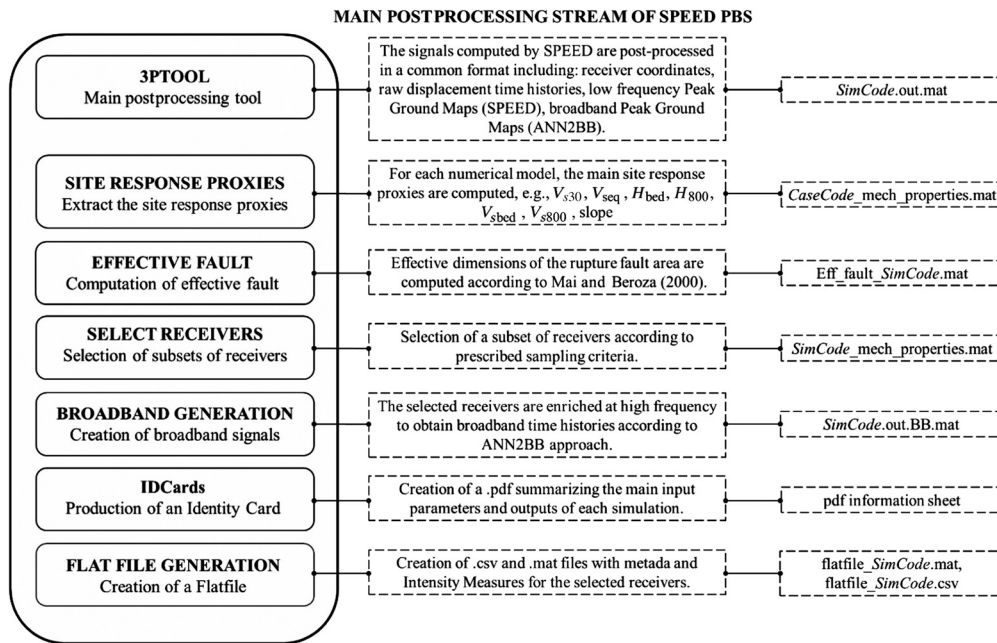 MAIN POSTPROCESSING STREAM OF SPEED PBS
3PTOOL
Main postprocessing tool
The signals computed by SPEED are post-processed
in a common format including: receiver coordinates,
raw displacement time histories, low frequency Peak
Ground Maps (SPEED), broadband Peak Ground
Maps (ANN2BB).
SimCode.out.mat
SITE RESPONSE PROXIES
Extract the site response proxies
For each numerical model, the main site response
proxies are computed, e.g., Vs30, Vseq , Hbed, H800,
Vsbed , Vs800 , slope
CaseCode_mech_properties.mat
EFFECTIVE FAULT
Computation of effective fault
Effective dimensions of the rupture fault area are
computed according to Mai and Beroza (2000).
Eff_fault_SimCode.mat
SELECT RECEIVERS
Selection of subsets of receivers
Selection of a subset of receivers according to
prescribed sampling criteria.
SimCode_mech_properties.mat
BROADBAND GENERATION
Creation of broadband signals
The selected receivers are enriched at high frequency
to obtain broadband time histories according to
ANN2BB approach.
SimCode.out.BB.mat
IDCards
Production of an Identity Card
Creation of a .pdf summarizing the main input
parameters and outputs of each simulation.
pdf information sheet
FLAT FILE GENERATION
Creation of a Flatfile
Creation of .csv and .mat files with metada and
Intensity Measures for the selected receivers.
flatfile_SimCode.mat,
flatfile_SimCode.csv